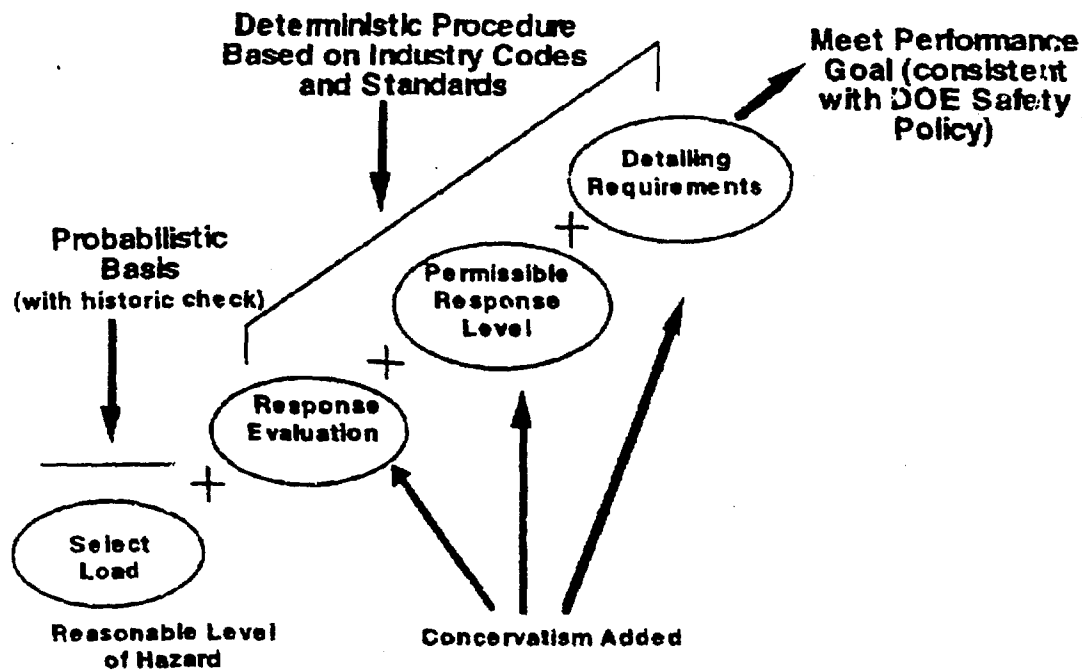 Deterministic Procedure
Based on Industry Codes
and Standards
Meet Performance
Goal (consistent
with DOE Safety
Policy)
Detailing
Requirements
+
Probabilistic
Basis
(with historic check)
Permissible
Response
Level
+
Response
Evaluation
+
Select
Load
Reasonable Level
of Hazard
Concervatism Added